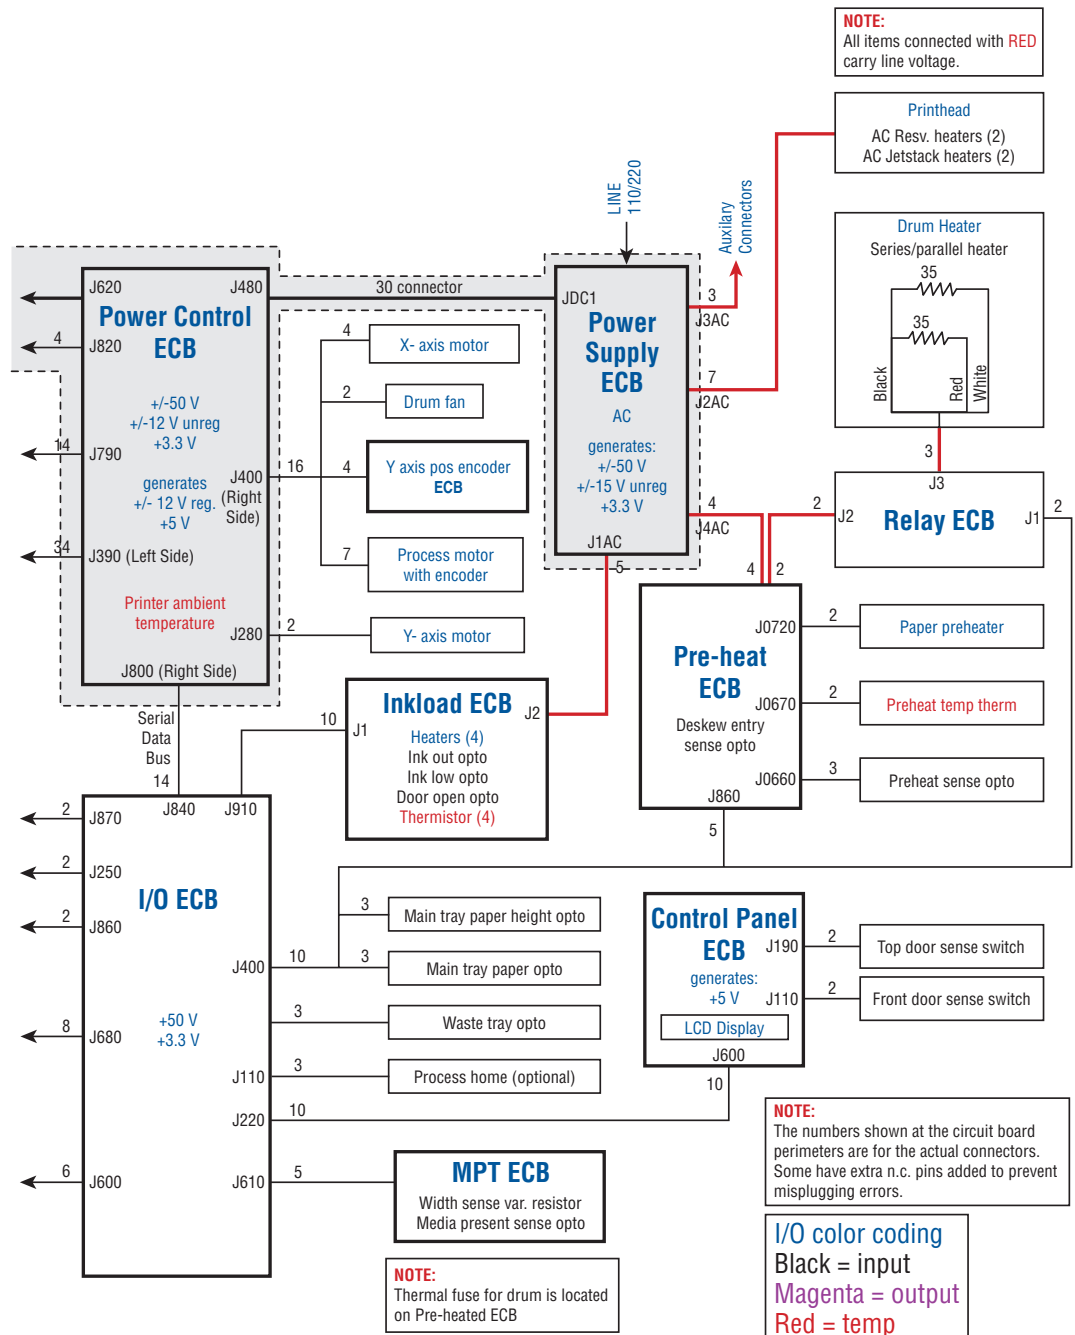 NOTE:
All items connected with RED
carry line voltage.
Printhead
AC Resv. heaters (2)
AC Jetstack heaters (2)
LINE
110/220
Auxilary
Connectors
Drum Heater
Series/parallel heater
35
35
Black
Red
White
3
J3
J620
J480
30 connector
JDC1
Power Control
ECB
4
J820
+/-50 V
+/-12 V unreg
+3.3 V
14
J790
generates
+/- 12 V reg.
+5 V
J400
(Right
Side)
16
34
J390 (Left Side)
Printer ambient
temperature
J280
2
J800 (Right Side)
4
X- axis motor
2
Drum fan
4
Y axis pos encoder
ECB
7
Process motor
with encoder
Y- axis motor
Power
Supply
ECB
AC
generates:
+/-50 V
+/-15 V unreg
+3.3 V
J1AC
5
3
J3AC
7
J2AC
4
J4AC
2
J2
Relay ECB
J1
2
4
2
J0720
2
Paper preheater
Pre-heat
ECB
J0670
2
Preheat temp therm
Deskew entry
sense opto
J0660
3
Preheat sense opto
J860
5
Serial
Data
Bus
14
10
J1
Inkload ECB
J2
Heaters (4)
Ink out opto
Ink low opto
Door open opto
Thermistor (4)
J840
J910
2
J870
2
J250
I/O ECB
2
J860
J400
10
3
Main tray paper height opto
3
Main tray paper opto
+50 V
+3.3 V
8
J680
3
Waste tray opto
J110
3
Process home (optional)
J220
10
6
J600
J610
5
MPT ECB
Width sense var. resistor
Media present sense opto
Control Panel
ECB
J190
2
Top door sense switch
generates:
+5 V
J110
2
Front door sense switch
LCD Display
J600
10
NOTE:
The numbers shown at the circuit board
perimeters are for the actual connectors.
Some have extra n.c. pins added to prevent
misplugging errors.
NOTE:
Thermal fuse for drum is located
on Pre-heated ECB
I/O color coding
Black = input
Magenta = output
Red = temp